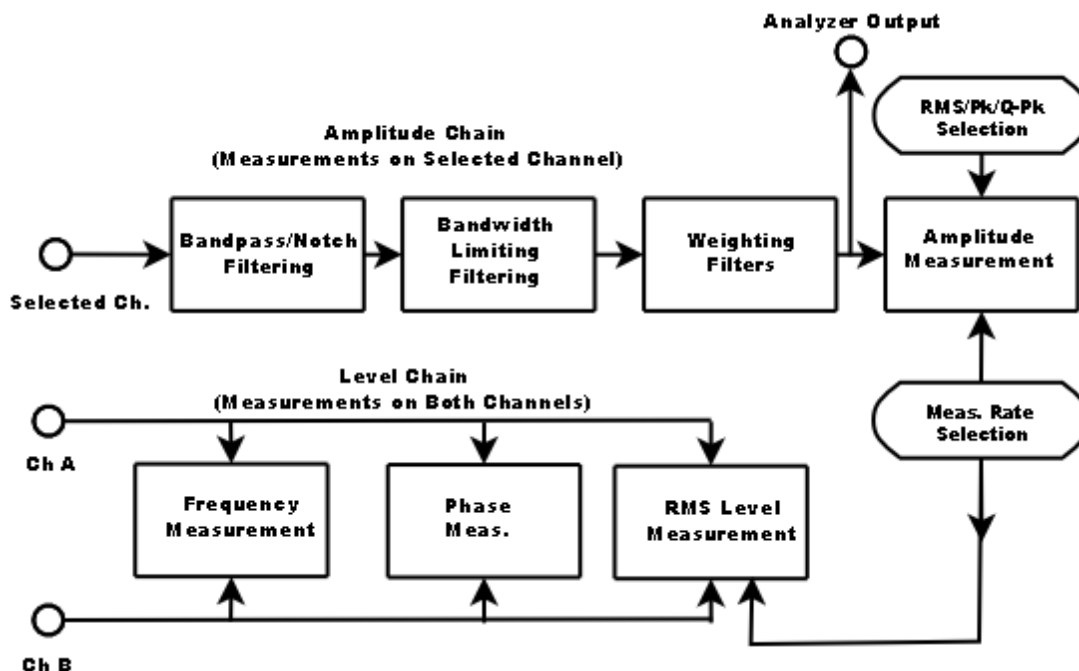 Analyzer Output
RMS/Pk/Q-Pk
Selection
Amplitude Chain
(Measurements on Selected Channel)
Bandpass/Notch
Filtering
Bandwidth
Limiting
Filtering
Weighting
Filters
Amplitude
Measurement
Selected Ch.
Level Chain
(Measurements on Both Channels)
Meas. Rate
Selection
Ch A
Frequency
Measurement
Phase
Meas.
RMS Level
Measurement
Ch B